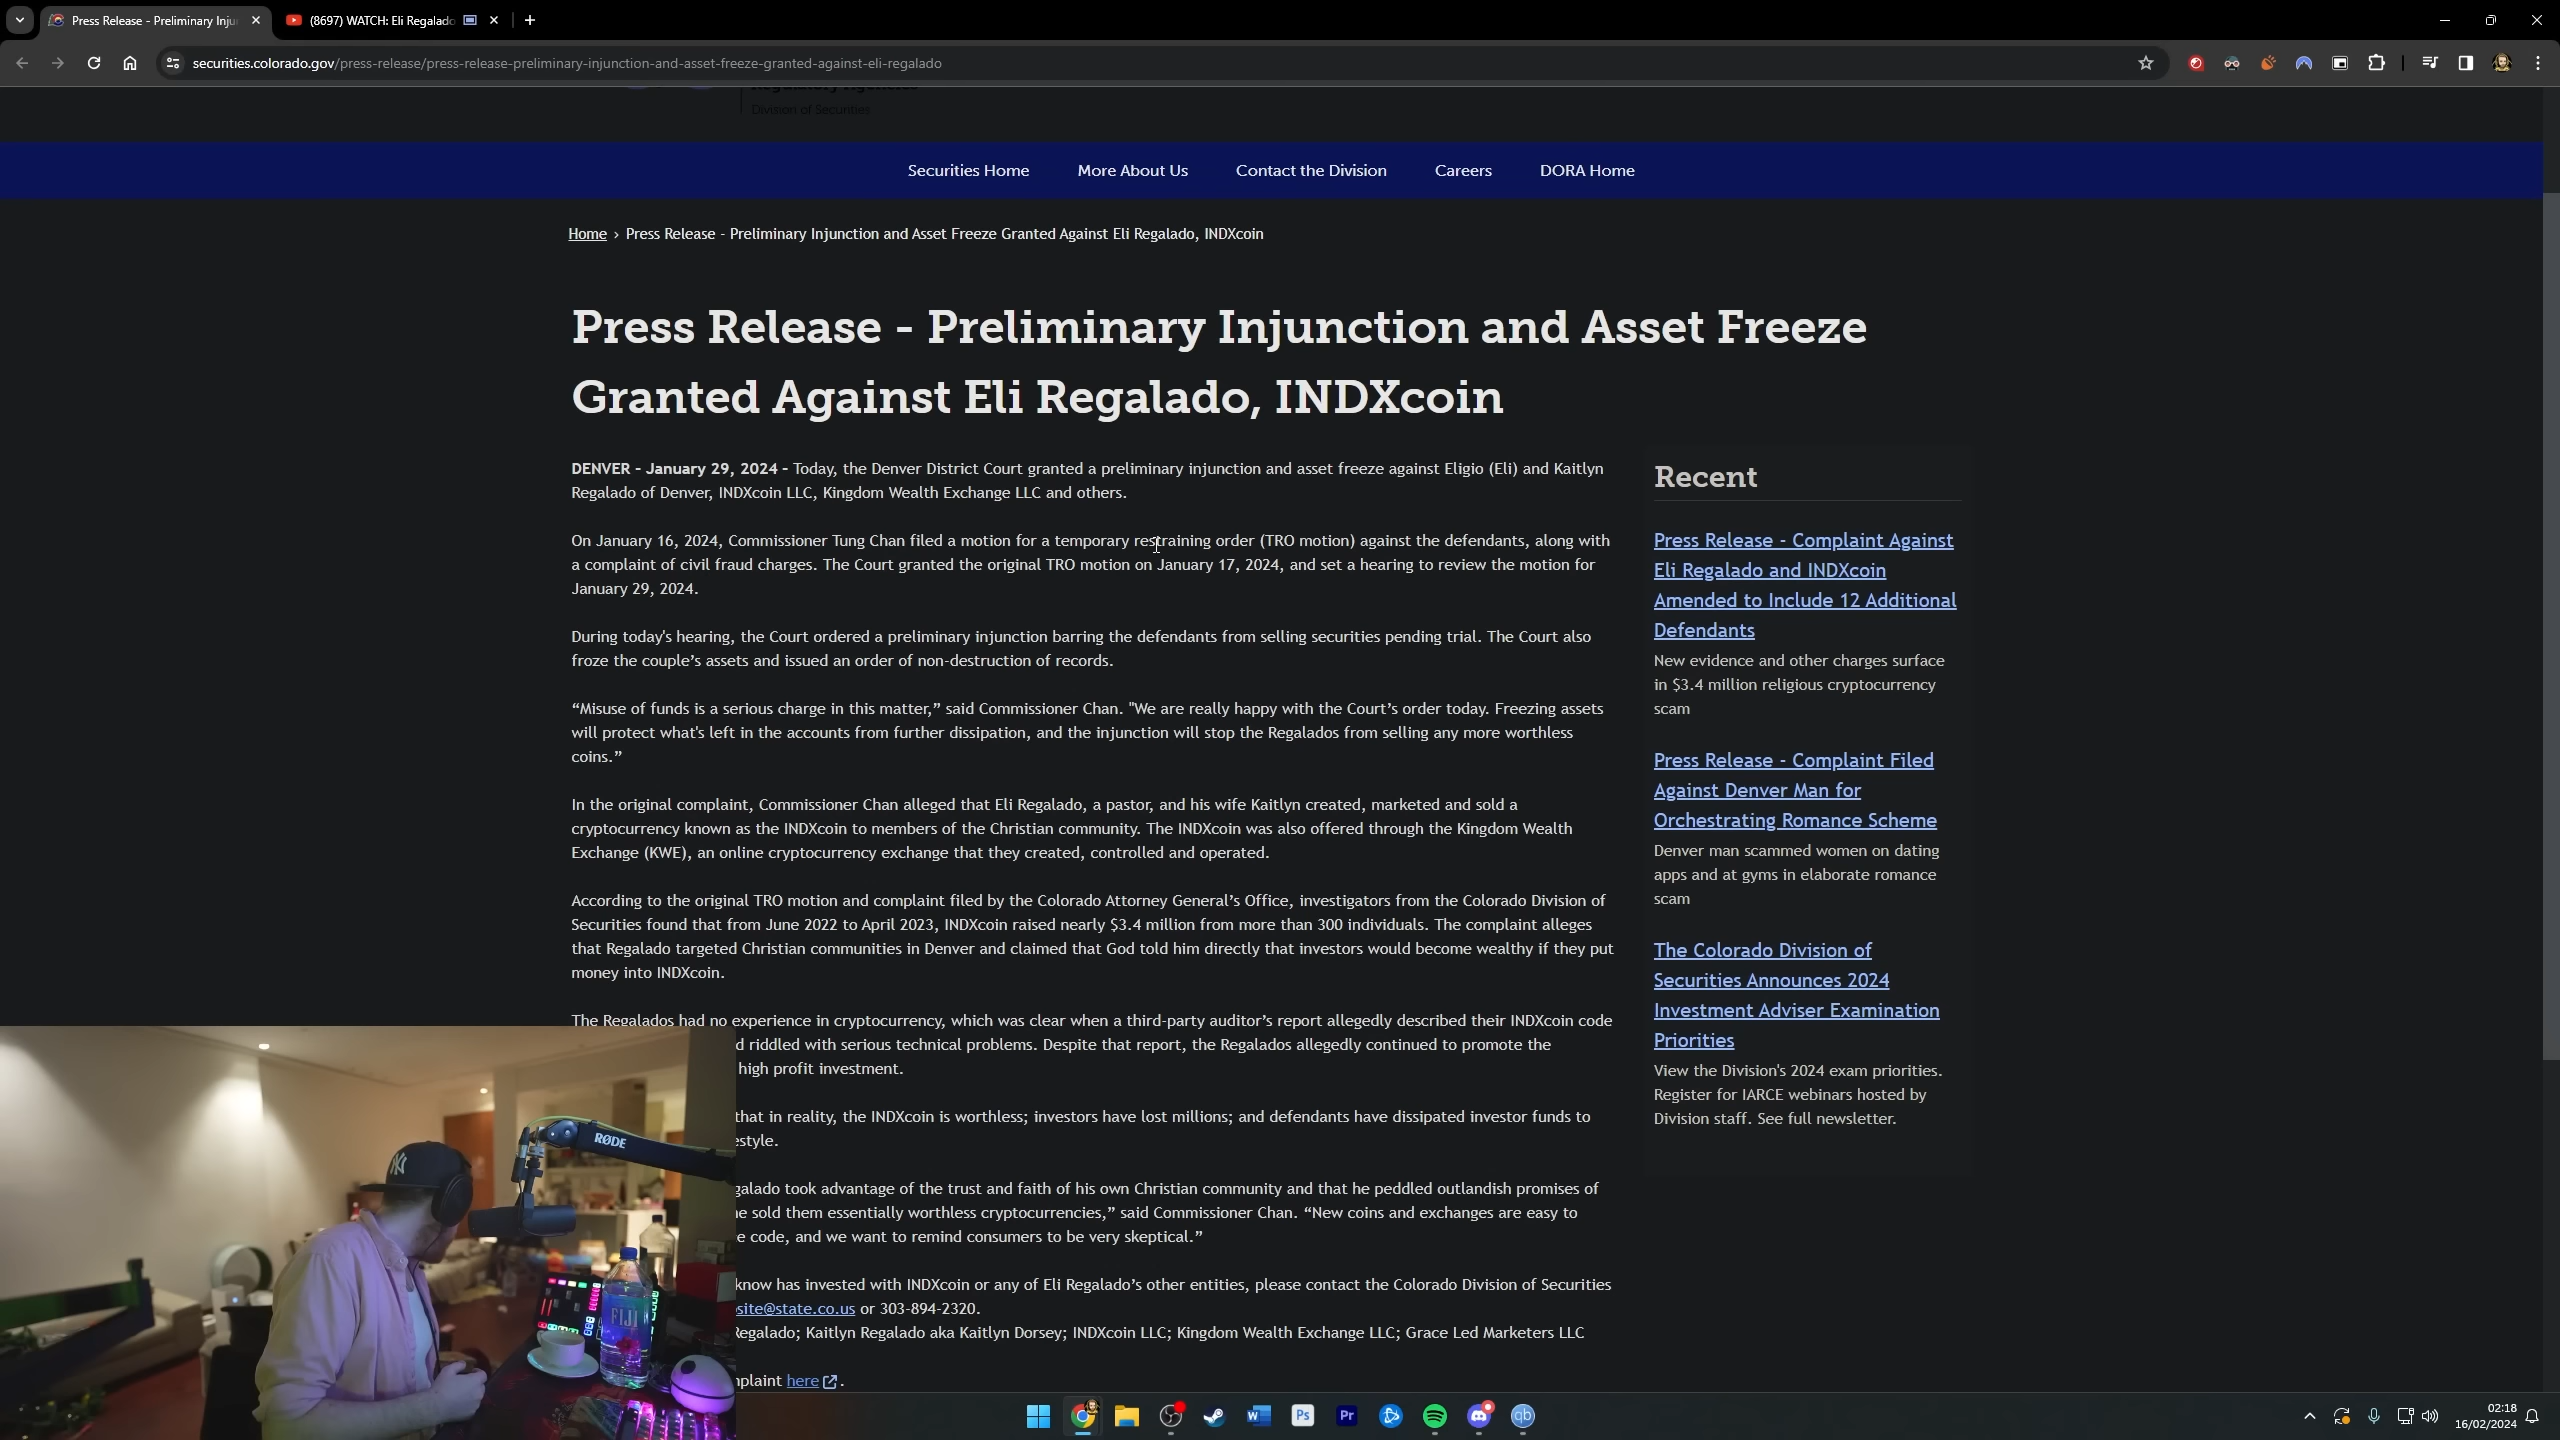 Press Release - Preliminary Inju
(8697) WATCH: Eli Regalado
securities.colorado.gov/press-release/press-release-preliminary-injunction-and-asset-freeze-granted-against-eli-regalado
Regulatory Agencies
Division of Securities
Securities Home
More About Us
Contact the Division
Careers
DORA Home
Home › Press Release - Preliminary Injunction and Asset Freeze Granted Against Eli Regalado, INDXcoin
Press Release - Preliminary Injunction and Asset Freeze
Granted Against Eli Regalado, INDXcoin
DENVER - January 29, 2024 - Today, the Denver District Court granted a preliminary injunction and asset freeze against Eligio (Eli) and Kaitlyn
Regalado of Denver, INDXcoin LLC, Kingdom Wealth Exchange LLC and others.
On January 16, 2024, Commissioner Tung Chan filed a motion for a temporary restraining order (TRO motion) against the defendants, along with
a complaint of civil fraud charges. The Court granted the original TRO motion on January 17, 2024, and set a hearing to review the motion for
January 29, 2024.
During today's hearing, the Court ordered a preliminary injunction barring the defendants from selling securities pending trial. The Court also
froze the couple’s assets and issued an order of non-destruction of records.
“Misuse of funds is a serious charge in this matter,” said Commissioner Chan. "We are really happy with the Court’s order today. Freezing assets
will protect what's left in the accounts from further dissipation, and the injunction will stop the Regalados from selling any more worthless
coins.”
In the original complaint, Commissioner Chan alleged that Eli Regalado, a pastor, and his wife Kaitlyn created, marketed and sold a
cryptocurrency known as the INDXcoin to members of the Christian community. The INDXcoin was also offered through the Kingdom Wealth
Exchange (KWE), an online cryptocurrency exchange that they created, controlled and operated.
According to the original TRO motion and complaint filed by the Colorado Attorney General’s Office, investigators from the Colorado Division of
Securities found that from June 2022 to April 2023, INDXcoin raised nearly $3.4 million from more than 300 individuals. The complaint alleges
that Regalado targeted Christian communities in Denver and claimed that God told him directly that investors would become wealthy if they put
money into INDXcoin.
The Regalados had no experience in cryptocurrency, which was clear when a third-party auditor’s report allegedly described their INDXcoin code
d riddled with serious technical problems. Despite that report, the Regalados allegedly continued to promote the
high profit investment.
that in reality, the INDXcoin is worthless; investors have lost millions; and defendants have dissipated investor funds to
estyle.
galado took advantage of the trust and faith of his own Christian community and that he peddled outlandish promises of
he sold them essentially worthless cryptocurrencies,” said Commissioner Chan. “New coins and exchanges are easy to
e code, and we want to remind consumers to be very skeptical.”
know has invested with INDXcoin or any of Eli Regalado’s other entities, please contact the Colorado Division of Securities
site@state.co.us or 303-894-2320.
Regalado; Kaitlyn Regalado aka Kaitlyn Dorsey; INDXcoin LLC; Kingdom Wealth Exchange LLC; Grace Led Marketers LLC
mplaint here.
Recent
Press Release - Complaint Against
Eli Regalado and INDXcoin
Amended to Include 12 Additional
Defendants
New evidence and other charges surface
in $3.4 million religious cryptocurrency
scam
Press Release - Complaint Filed
Against Denver Man for
Orchestrating Romance Scheme
Denver man scammed women on dating
apps and at gyms in elaborate romance
scam
The Colorado Division of
Securities Announces 2024
Investment Adviser Examination
Priorities
View the Division's 2024 exam priorities.
Register for IARCE webinars hosted by
Division staff. See full newsletter.
RØDE
NY
FIJI
W
Ps
Pr
qb
02:18
16/02/2024